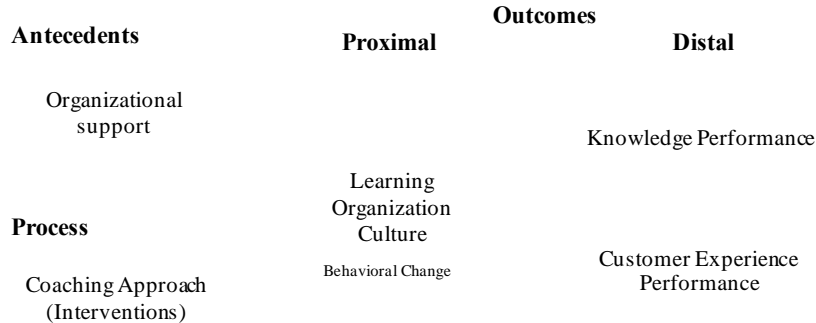 Outcomes
Antecedents
Proximal
Distal
Organizational
support
Knowledge Performance
Learning
Organization
Culture
Process
Behavioral Change
Customer Experience
Performance
Coaching Approach
(Interventions)